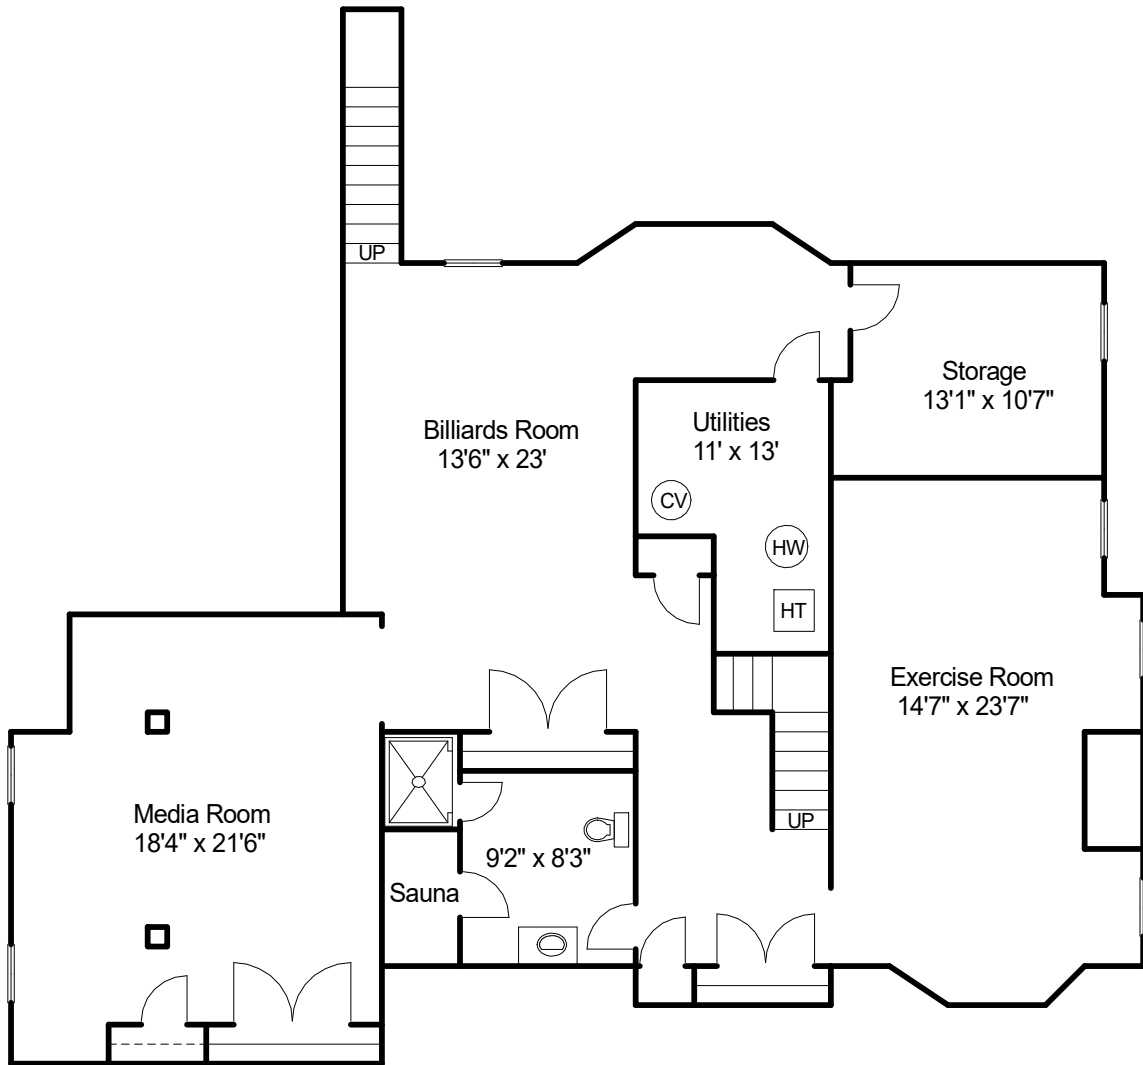 UP
Storage
13'1" x 10'7"
Billiards Room
13'6" x 23'
Utilities
11' x 13'
CV
HW
HT
Exercise Room
14'7" x 23'7"
Media Room
18'4" x 21'6"
UP
9'2" x 8'3"
Sauna